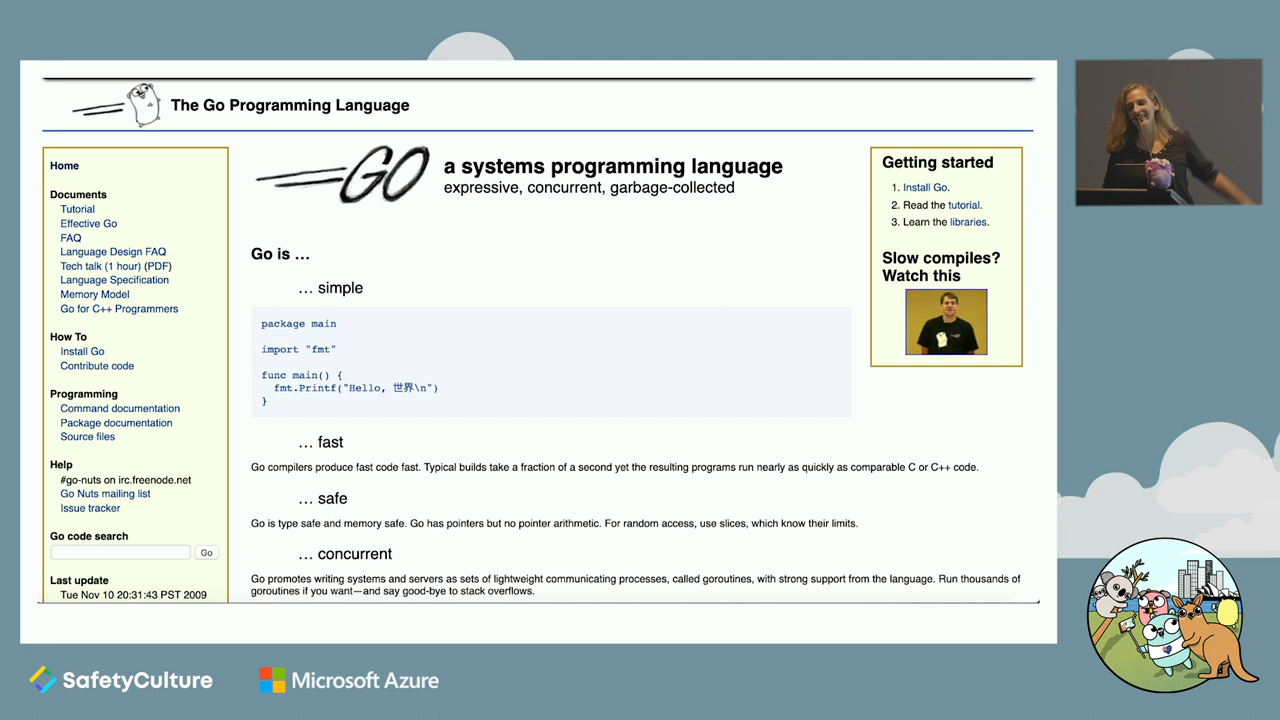 The Go Programming Language
Home
Documents
Tutorial
Effective Go
FAQ
Language Design FAQ
Tech talk (1 hour) (PDF)
Language Specification
Memory Model
Go for C++ Programmers
How To
Install Go
Contribute code
Programming
Command documentation
Package documentation
Source files
Help
#go-nuts on irc.freenode.net
Go Nuts mailing list
Issue tracker
Go code search
Go
Last update
Tue Nov 10 20:31:43 PST 2009
GO
a systems programming language
expressive, concurrent, garbage-collected
Go is …
… simple
package main
import "fmt"
func main() {
fmt.Printf("Hello, 世界\n")
}
… fast
Go compilers produce fast code fast. Typical builds take a fraction of a second yet the resulting programs run nearly as quickly as comparable C or C++ code.
… safe
Go is type safe and memory safe. Go has pointers but no pointer arithmetic. For random access, use slices, which know their limits.
… concurrent
Go promotes writing systems and servers as sets of lightweight communicating processes, called goroutines, with strong support from the language. Run thousands of
goroutines if you want—and say good-bye to stack overflows.
Getting started
1. Install Go.
2. Read the tutorial.
3. Learn the libraries.
Slow compiles?
Watch this
SafetyCulture
Microsoft Azure